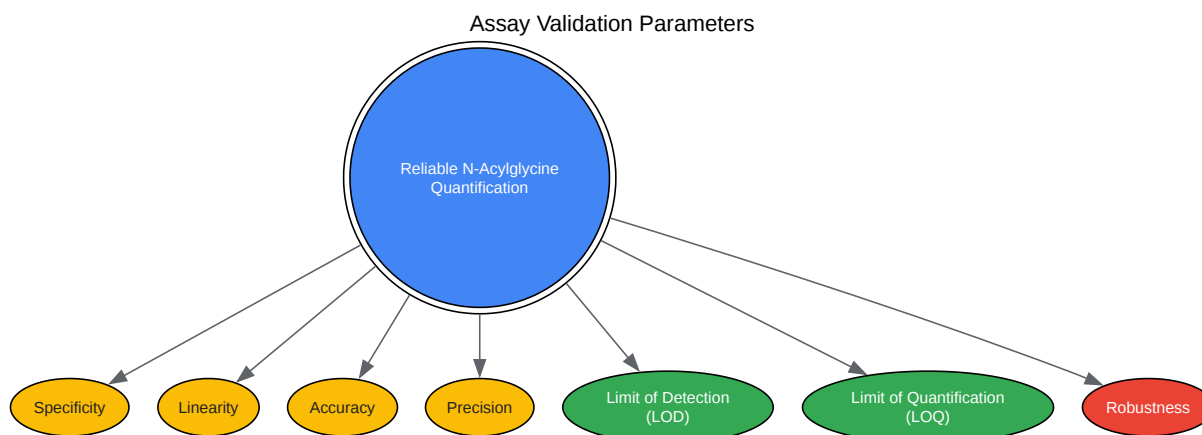 Assay Validation Parameters
Reliable N-Acylglycine
Quantification
Specificity
Linearity
Accuracy
Precision
Limit of Detection
(LOD)
Limit of Quantification
(LOQ)
Robustness